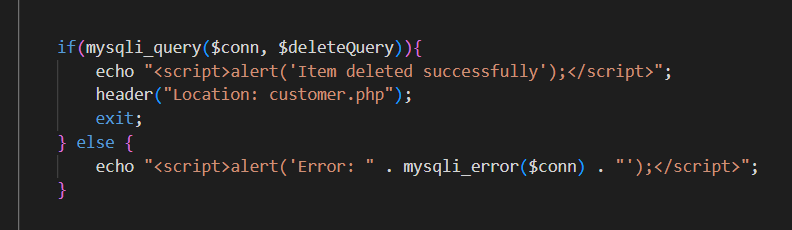 if(mysqli_query($conn, $deleteQuery)){
    echo "<script>alert('Item deleted successfully');</script>";
    header("Location: customer.php");
    exit;
} else {
    echo "<script>alert('Error: " . mysqli_error($conn) . "');</script>";
}